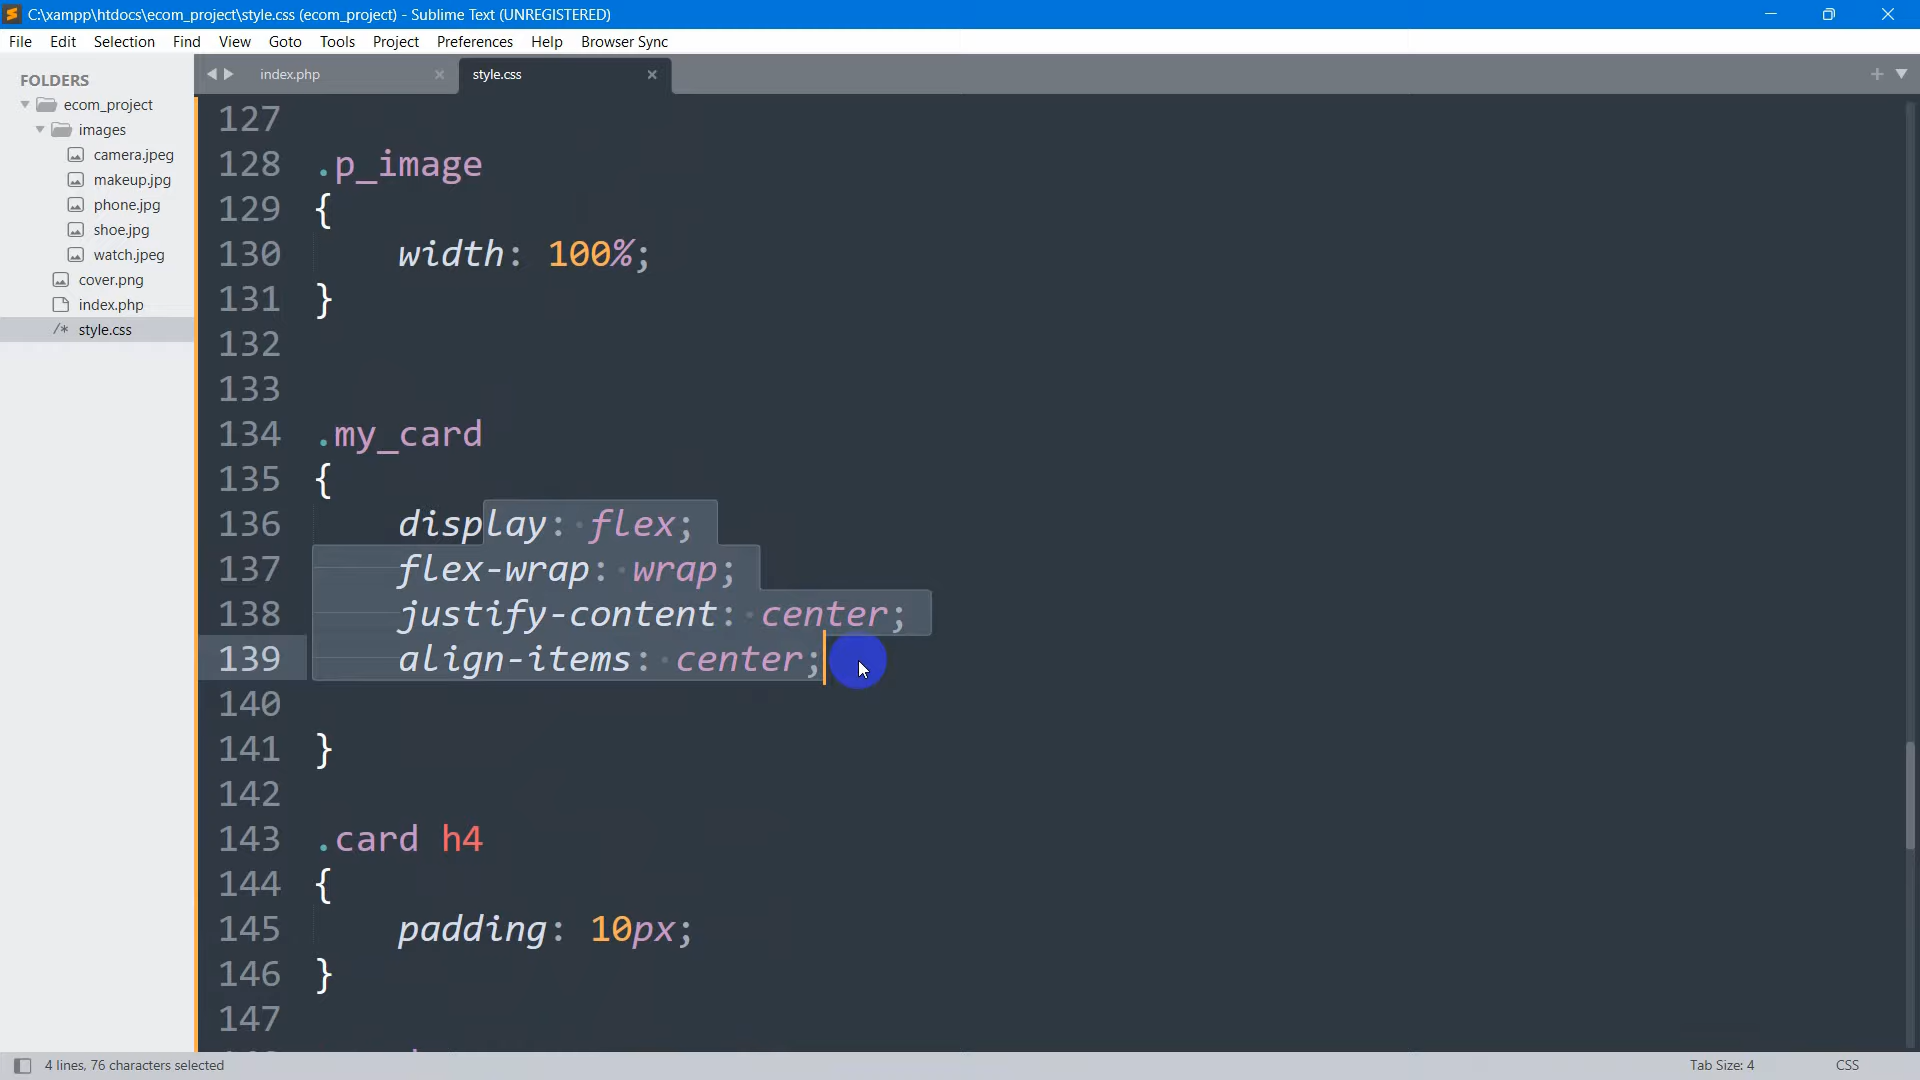 C:\xampp\htdocs\ecom_project\style.css (ecom_project) - Sublime Text (UNREGISTERED)
File Edit Selection Find View Goto Tools Project Preferences Help Browser Sync
FOLDERS
ecom_project
images
camera.jpeg
makeup.jpg
phone.jpg
shoe.jpg
watch.jpeg
cover.png
index.php
/* style.css
index.php style.css
127
128 .p_image
129 {
130 width: 100%;
131 }
132
133
134 .my_card
135 {
136 display: flex;
137 flex-wrap: wrap;
138 justify-content: center;
139 align-items: center;
140
141 }
142
143 .card h4
144 {
145 padding: 10px;
146 }
147
4 lines, 76 characters selected Tab Size: 4 CSS